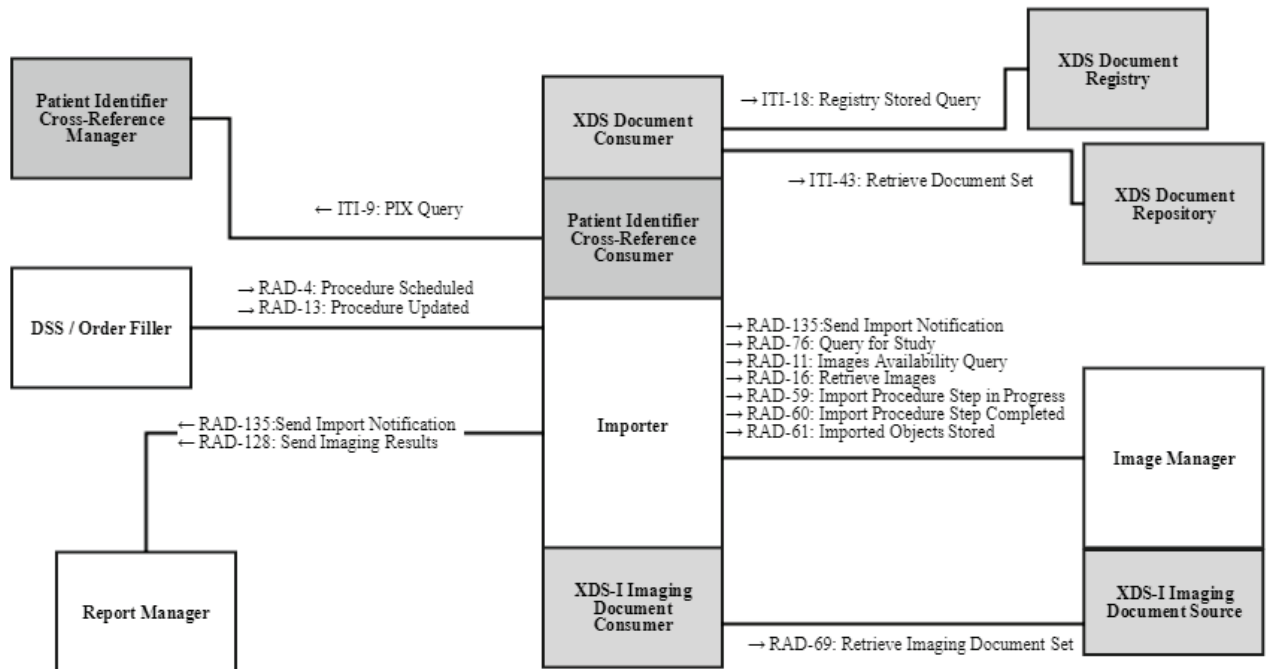 XDS Document
Registry
Patient Identifier
Cross-Reference
Manager
XDS Document
Consumer
→ ITI-18: Registry Stored Query
→ ITI-43: Retrieve Document Set
XDS Document
Repository
← ITI-9: PIX Query
Patient Identifier
Cross-Reference
Consumer
DSS / Order Filler
→ RAD-4: Procedure Scheduled
→ RAD-13: Procedure Updated
→ RAD-135:Send Import Notification
→ RAD-76: Query for Study
→ RAD-11: Images Availability Query
→ RAD-16: Retrieve Images
→ RAD-59: Import Procedure Step in Progress
→ RAD-60: Import Procedure Step Completed
→ RAD-61: Imported Objects Stored
← RAD-135:Send Import Notification
← RAD-128: Send Imaging Results
Importer
Image Manager
Report Manager
XDS-I Imaging
Document
Consumer
XDS-I Imaging
Document Source
→ RAD-69: Retrieve Imaging Document Set